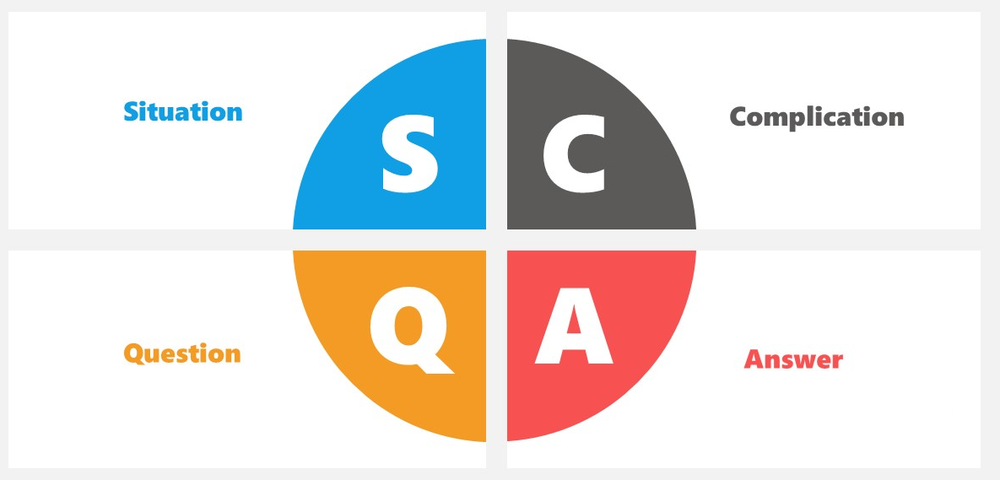 Situation
S
C
Complication
Question
Q
A
Answer